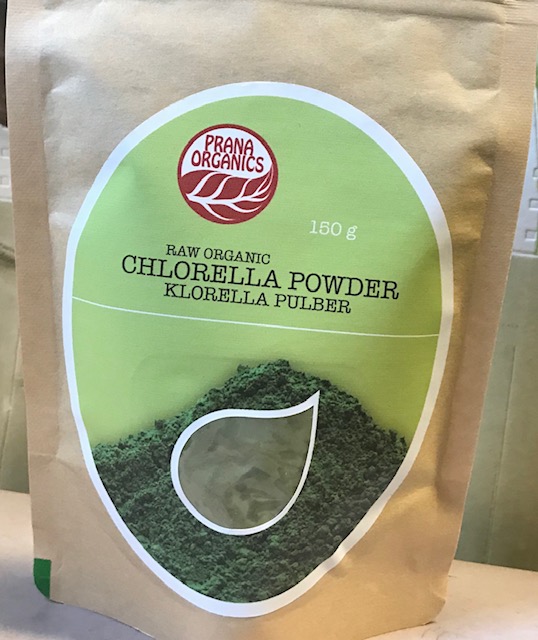 PRANA
ORGANICS
150 g
RAW ORGANIC
CHLORELLA POWDER
KLORELLA PULBER